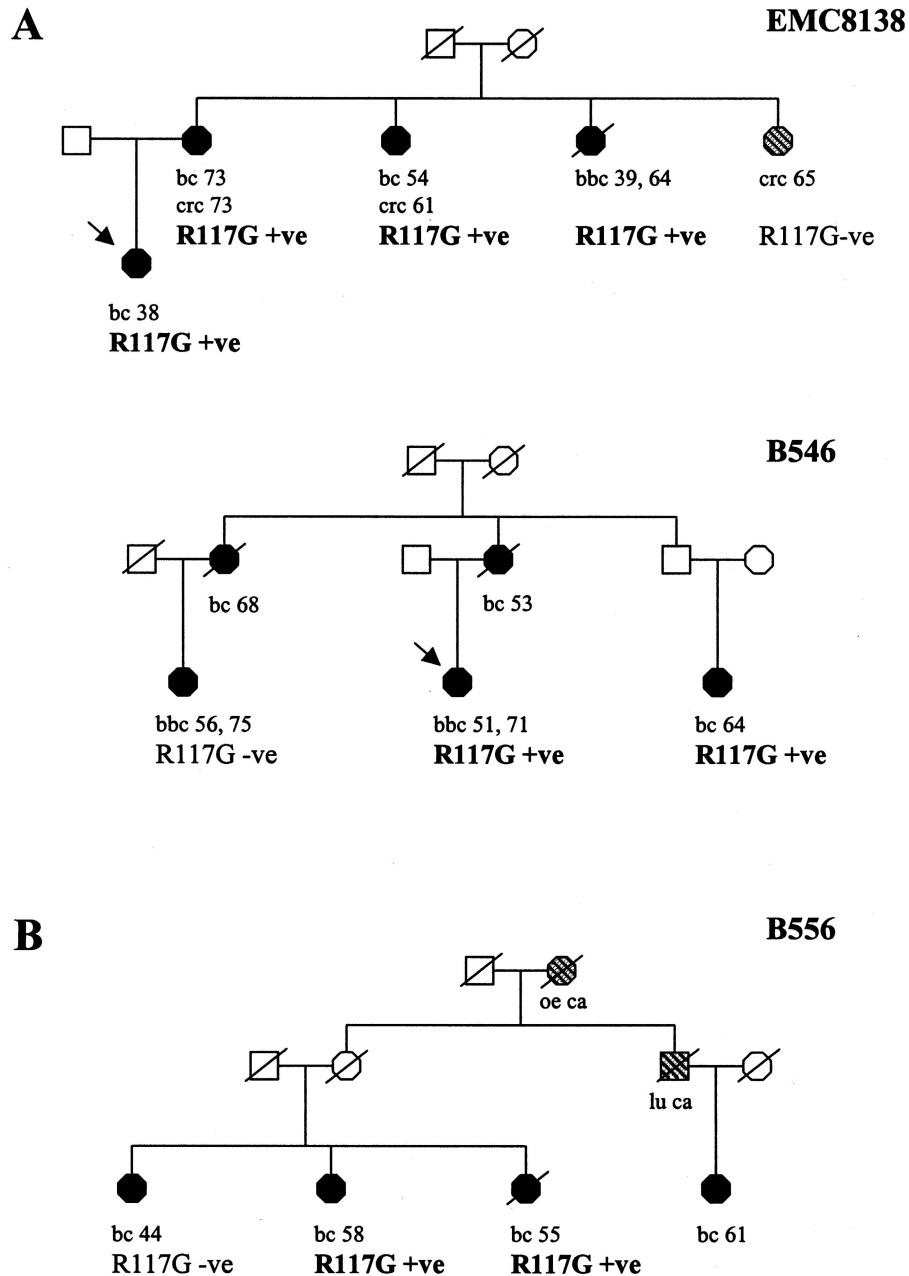 A
EMC8138
bc 73
crc 73
R117G +ve
bc 54
crc 61
R117G +ve
bbc 39, 64
R117G +ve
crc 65
R117G-ve
bc 38
R117G +ve
B546
bc 68
bc 53
bbc 56, 75
R117G -ve
bbc 51, 71
R117G +ve
bc 64
R117G +ve
B
B556
oe ca
lu ca
bc 44
R117G -ve
bc 58
R117G +ve
bc 55
R117G +ve
bc 61